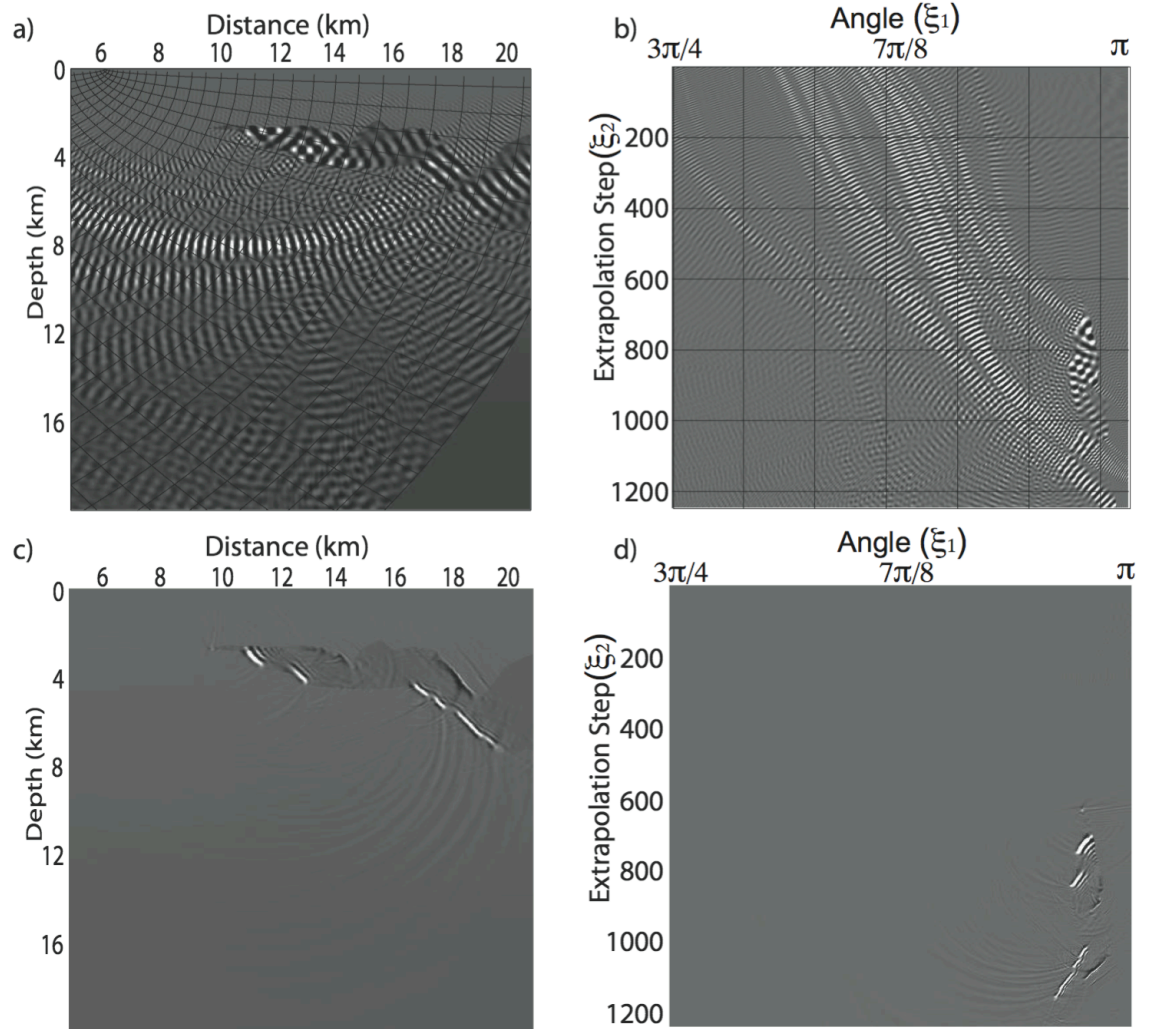 a)
Distance (km)
6 8 10 12 14 16 18 20
0
4
8
12
16
Depth (km)
b)
Angle (ξ1)
3π/4 7π/8 π
200
400
600
800
1000
1200
Extrapolation Step(ξ2)
c)
Distance (km)
6 8 10 12 14 16 18 20
0
4
8
12
16
Depth (km)
d)
Angle (ξ1)
3π/4 7π/8 π
200
400
600
800
1000
1200
Extrapolation Step(ξ2)